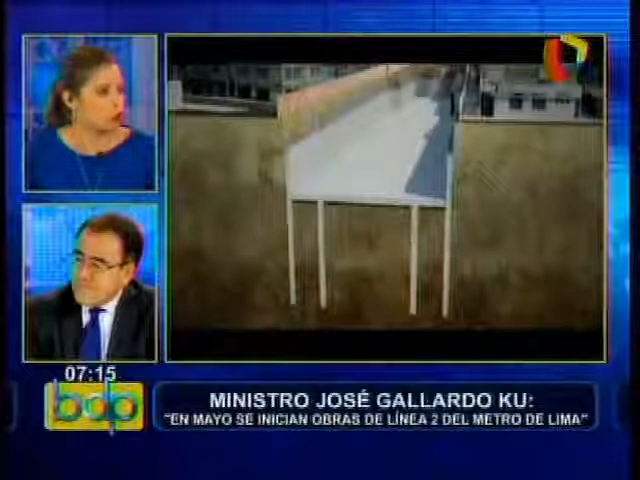 07:15
bdp
MINISTRO JOSÉ GALLARDO KU:
"EN MAYO SE INICIAN OBRAS DE LÍNEA 2 DEL METRO DE LIMA"